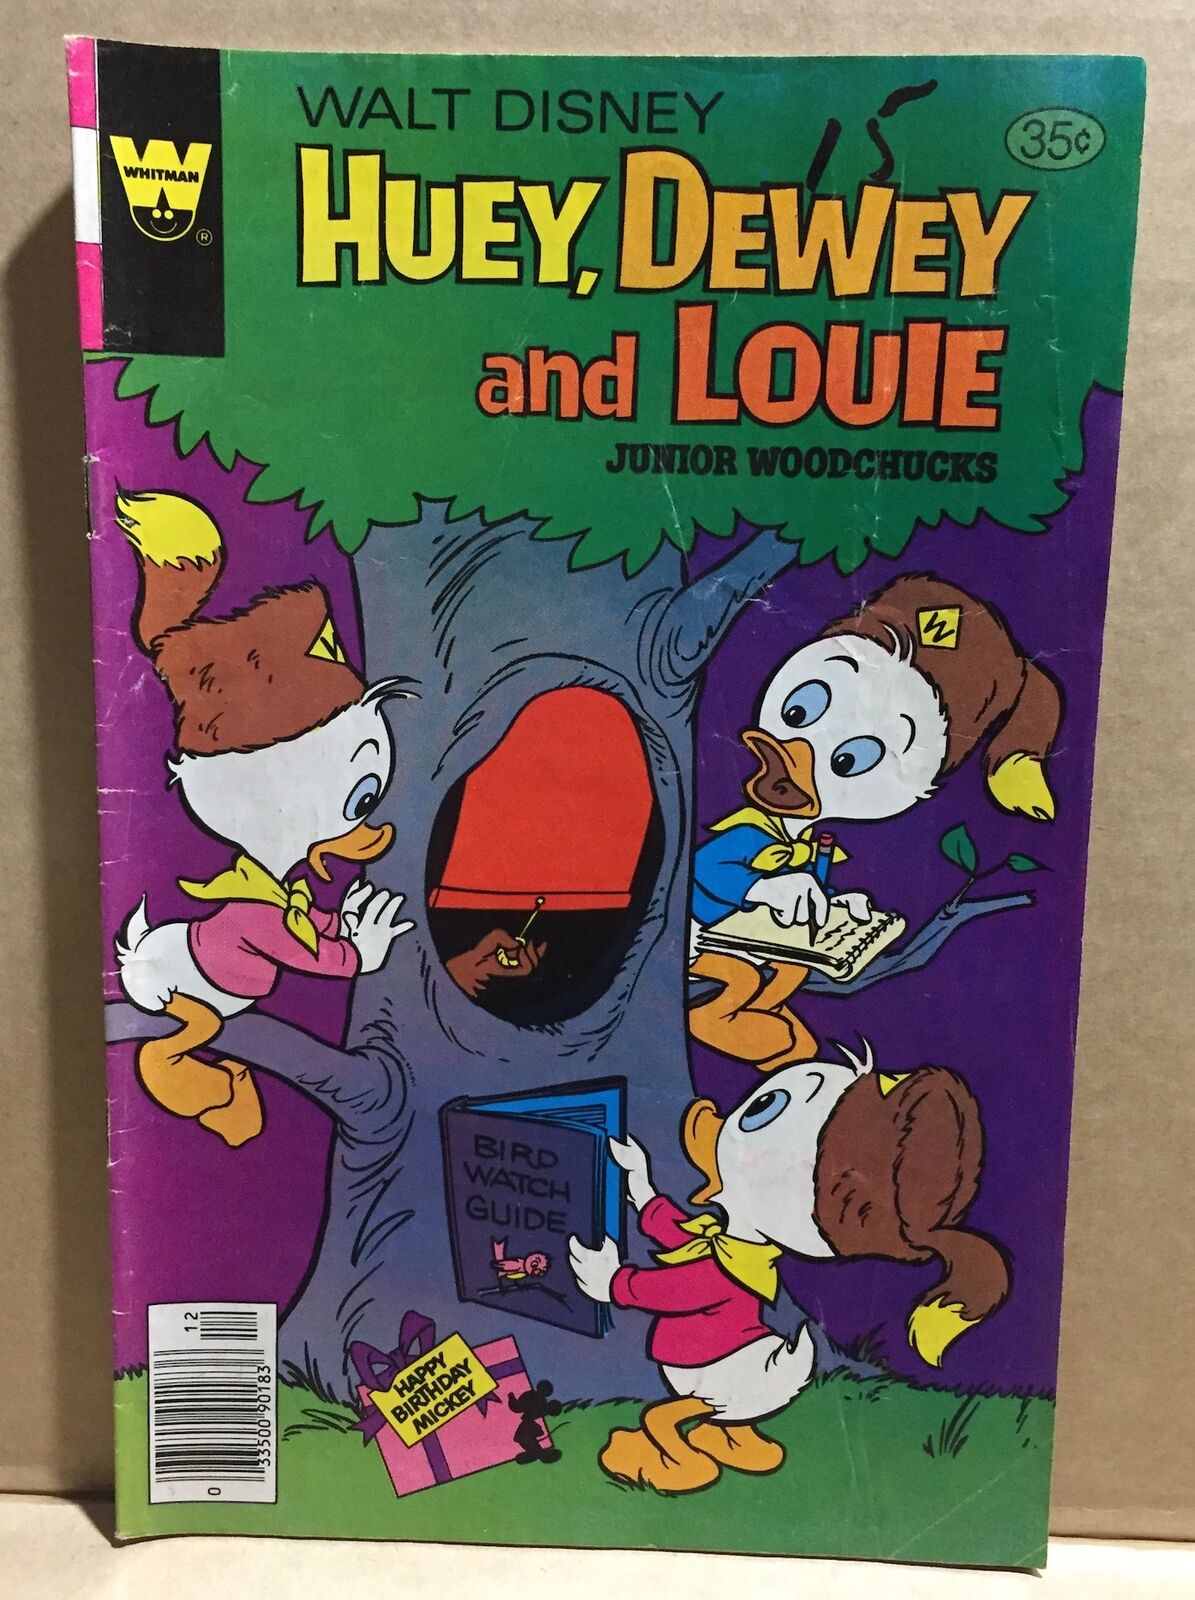 WHITMAN
®
WALT DISNEY
15
35¢
HUEY, DEWEY
and LOUIE
JUNIOR WOODCHUCKS
W
W
BIRD
WATCH
GUIDE
HAPPY
BIRTHDAY
MICKEY
12
33500 90183
0